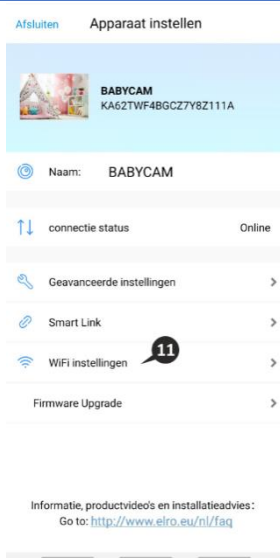 Afsluiten Apparaat instellen
BABYCAM
KA62TWF4BGCZ7Y8Z111A
Naam: BABYCAM
connectie status Online
Geavanceerde instellingen
Smart Link
WiFi instellingen 11
Firmware Upgrade
Informatie, productvideo's en installatieadvies:
Go to: http://www.elro.eu/nl/faq